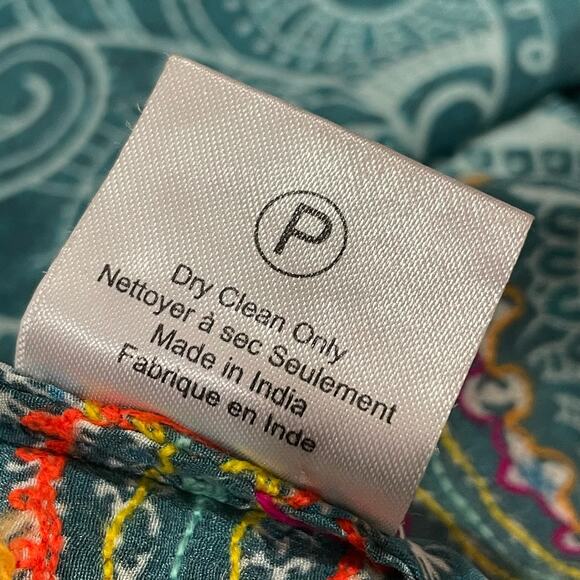 P
Dry Clean Only
Nettoyer à sec Seulement
Made in India
Fabrique en Inde